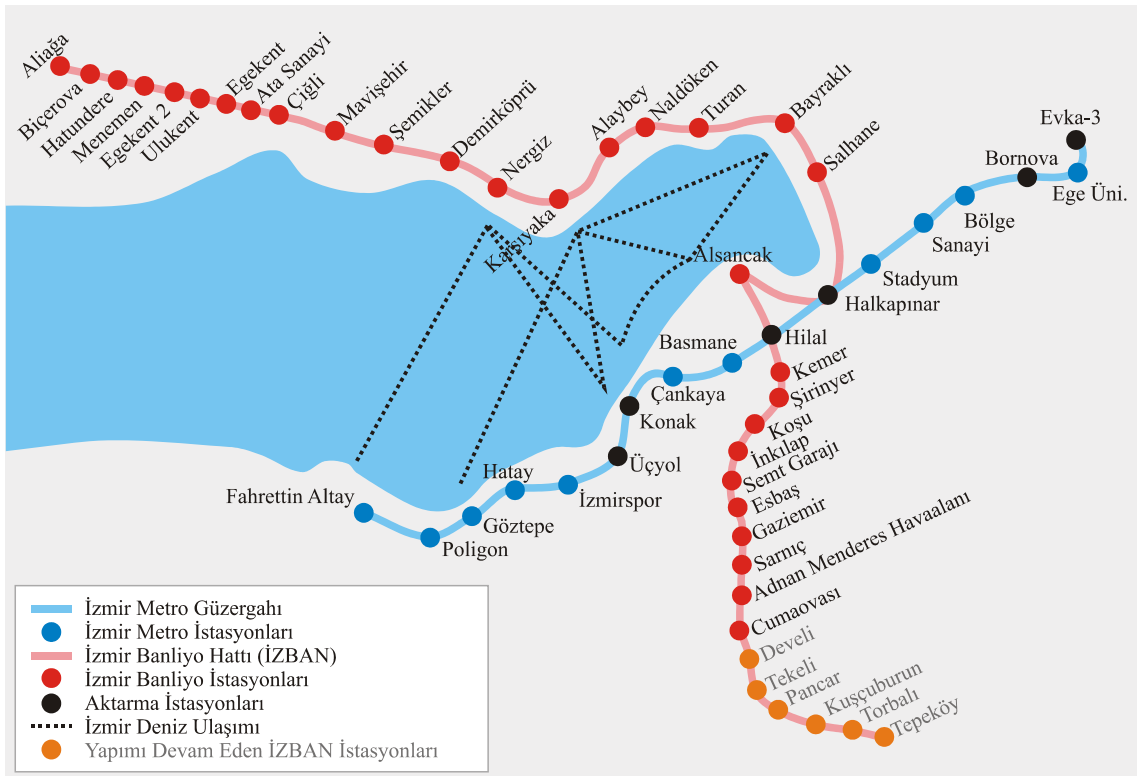 Aliağa
Biçerova
Hatundere
Menemen
Egekent 2
Ulukent
Egekent
Ata Sanayi
Çiğli
Mavişehir
Şemikler
Demirköprü
Nergiz
Karşıyaka
Alaybey
Naldöken
Turan
Bayraklı
Salhane
Evka-3
Bornova
Ege Üni.
Bölge
Sanayi
Stadyum
Halkapınar
Alsancak
Hilal
Basmane
Çankaya
Konak
Üçyol
İzmirspor
Hatay
Göztepe
Poligon
Fahrettin Altay
Kemer
Şirinyer
Koşu
İnkılap
Semt Garajı
Esbaş
Gaziemir
Sarnıç
Adnan Menderes Havaalanı
Cumaovası
Develi
Tekeli
Pancar
Kuşçuburun
Torbalı
Tepeköy
İzmir Metro Güzergahı
İzmir Metro İstasyonları
İzmir Banliyo Hattı (İZBAN)
İzmir Banliyo İstasyonları
Aktarma İstasyonları
İzmir Deniz Ulaşımı
Yapımı Devam Eden İZBAN İstasyonları